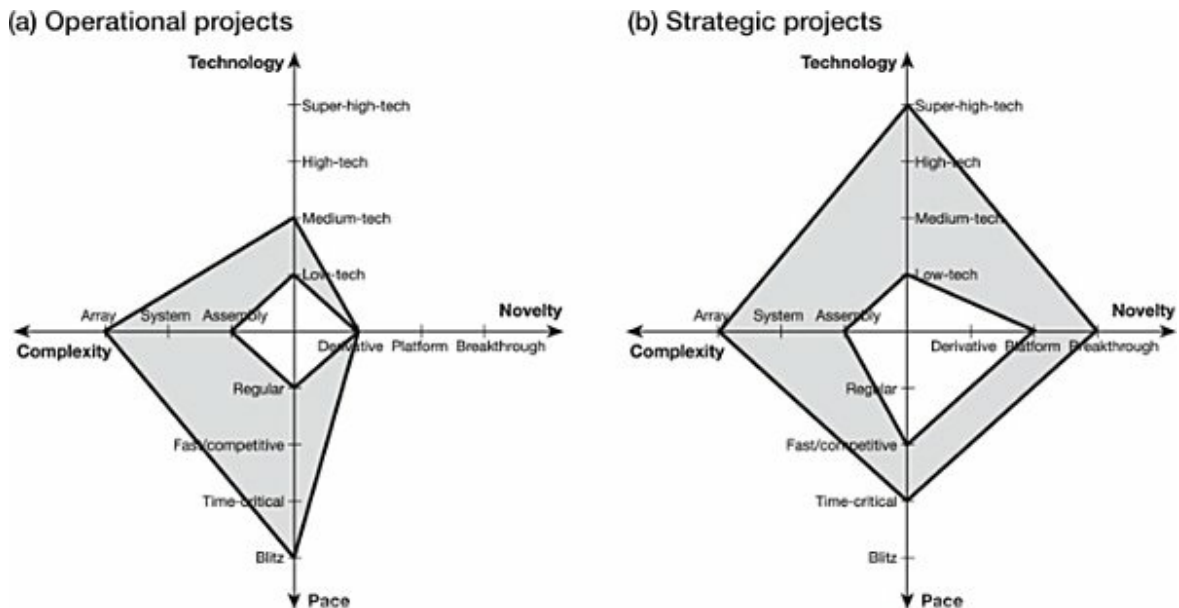 (a) Operational projects
Technology
Super-high-tech
High-tech
Medium-tech
Low-tech
Array
System
Assembly
Novelty
Complexity
Derivative
Platform
Breakthrough
Regular
Fast/competitive
Time-critical
Blitz
Pace
(b) Strategic projects
Technology
Super-high-tech
High-tech
Medium-tech
Low-tech
Array
System
Assembly
Novelty
Complexity
Derivative
Platform
Breakthrough
Regular
Fast/competitive
Time-critical
Blitz
Pace